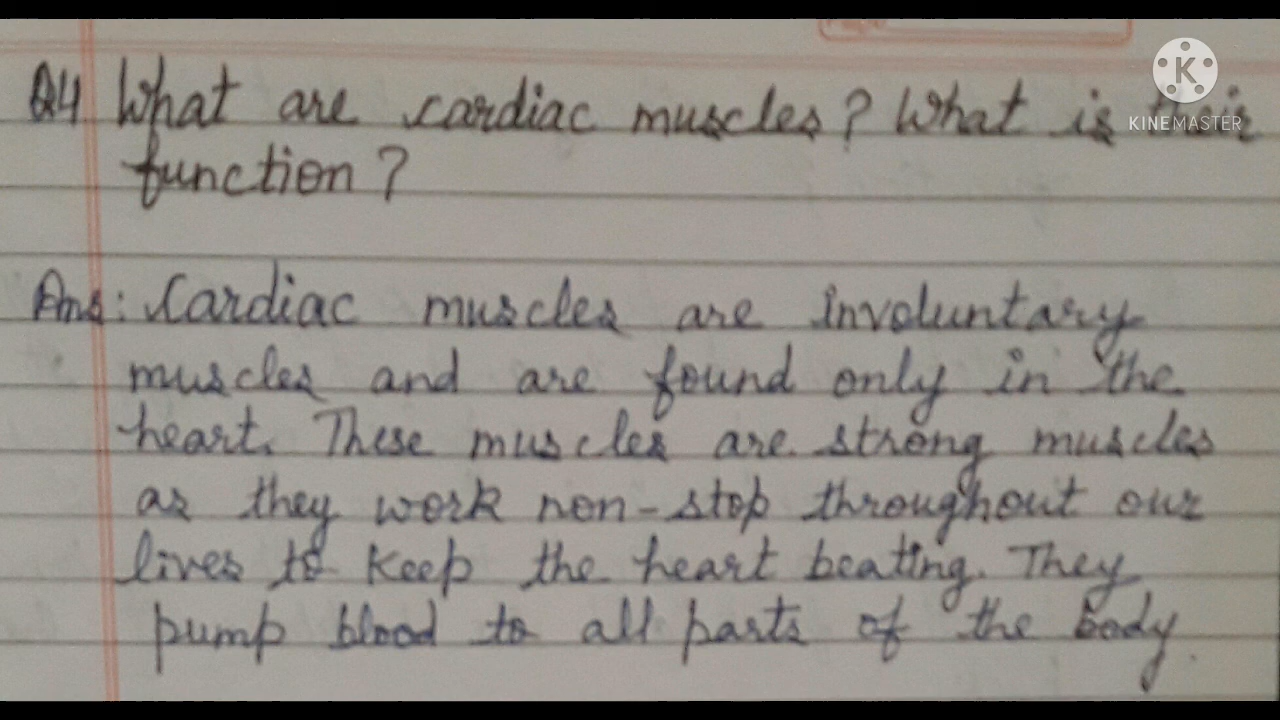 Q4 What are cardiac muscles? What is their
function?
Ans: Cardiac muscles are involuntary
muscles and are found only in the
heart. These muscles are strong muscles
as they work non-stop throughout our
lives to keep the heart beating. They
pump blood to all parts of the body.
K
KINEMASTER